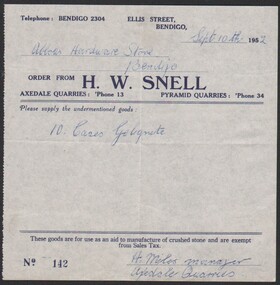 Telephone : BENDIGO 2304 ELLIS STREET,
BENDIGO,
Sept 10th 1952
Hardware Store
Bendigo
ORDER FROM H. W. SNELL
AXEDALE QUARRIES : 'Phone 13 PYRAMID QUARRIES : 'Phone 34
Please supply the undermentioned goods :
10. Cases Gelignite
These goods are for use as an aid to manufacture of crushed stone and are exempt
from Sales Tax.
Nº 142
manager
Axedale Quarries